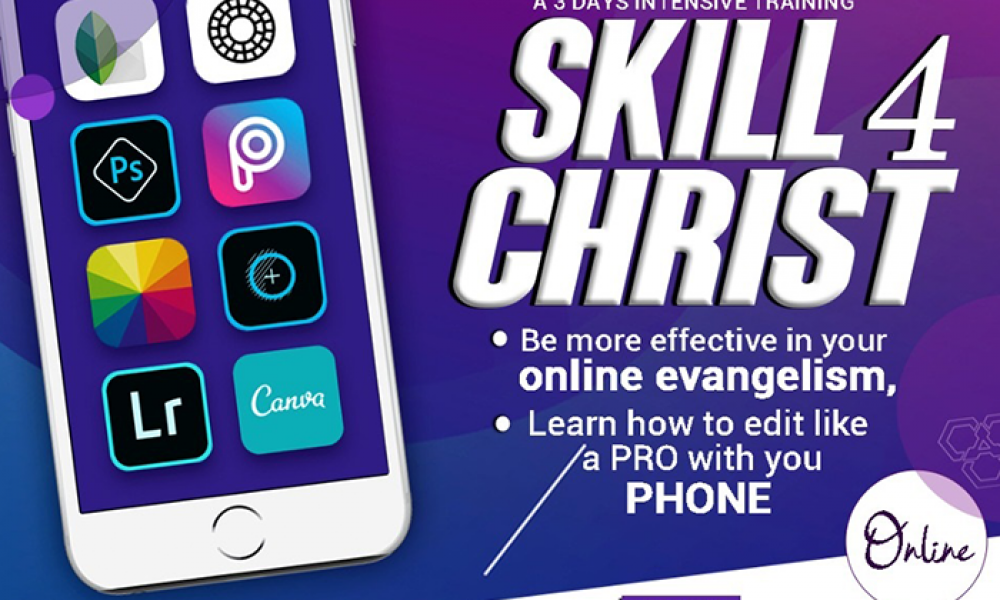 A 3 DAYS INTENSIVE TRAINING
SKILL 4
CHRIST
Be more effective in your
online evangelism,
Learn how to edit like
a PRO with you
PHONE
Online
Ps
Lr
Canva